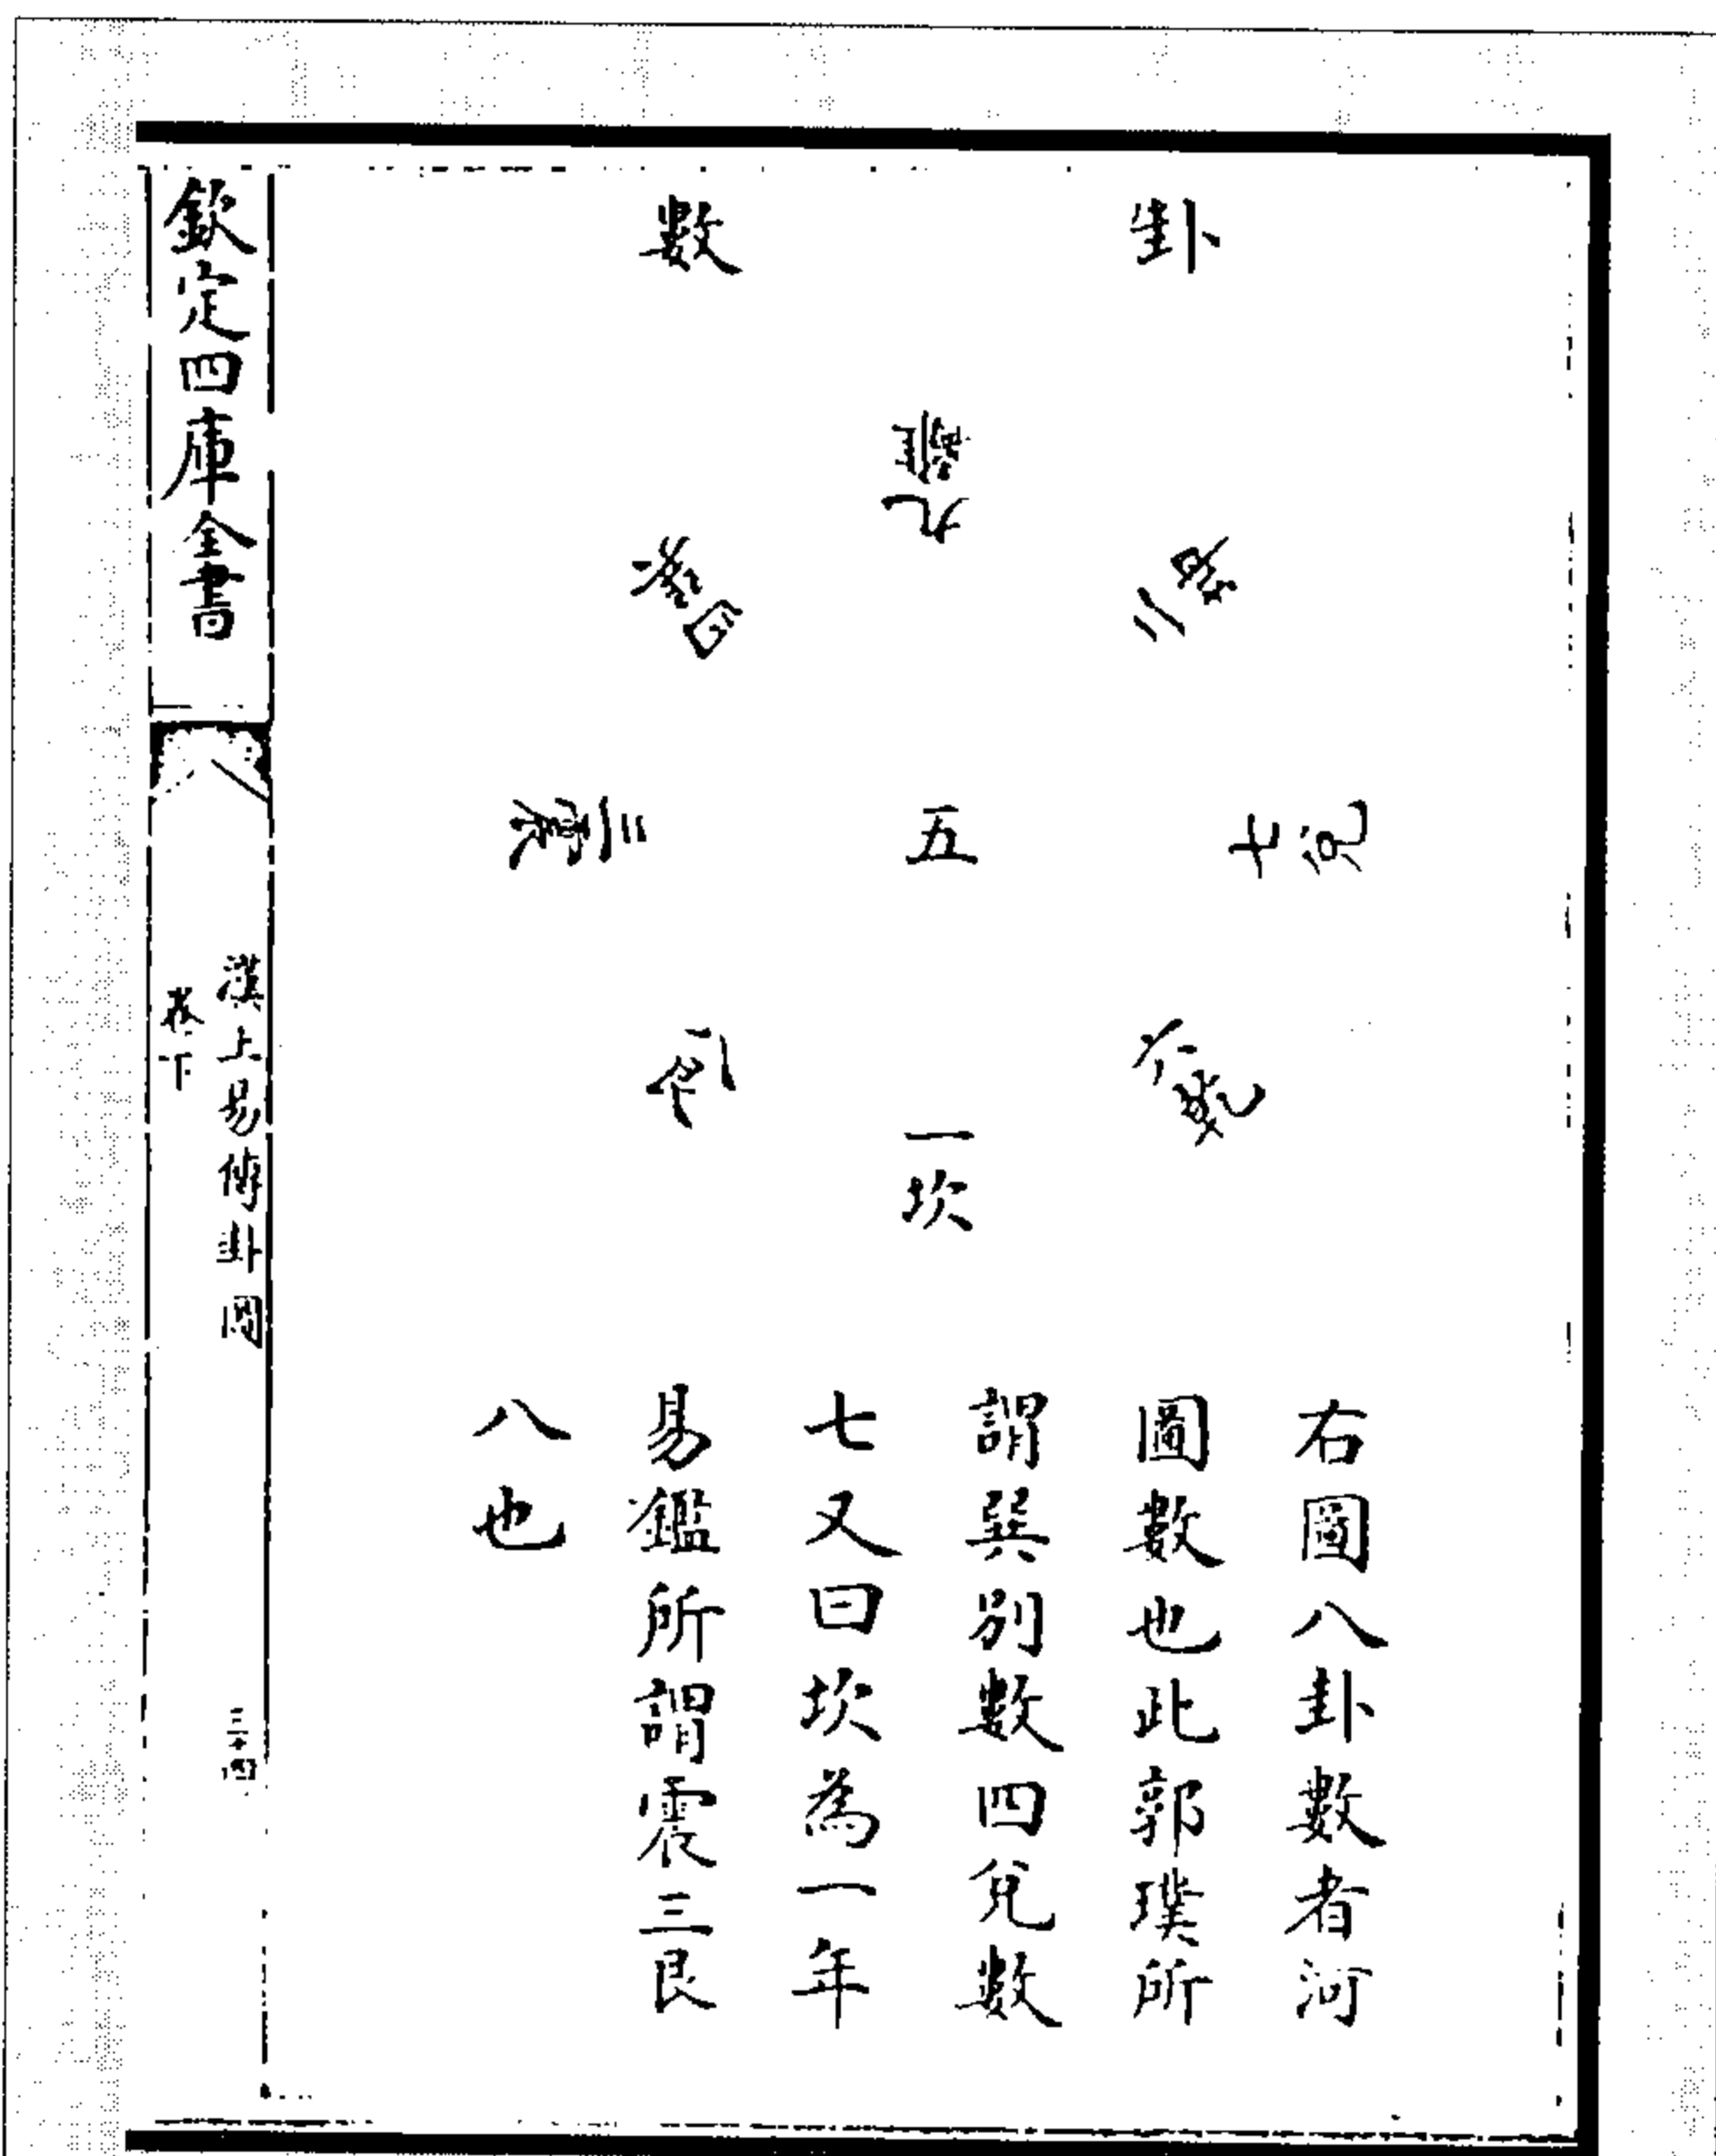 卦數
離九
坤二
兌七
乾六
一坎
八艮
三震
巽四
五
右圖八卦數者河
圖數也此郭璞所
謂巽別數四兌數
七又曰坎為一年
易鑑所謂震三艮
八也
欽定四庫全書
漢上易傳卦圖
卷下
三十四